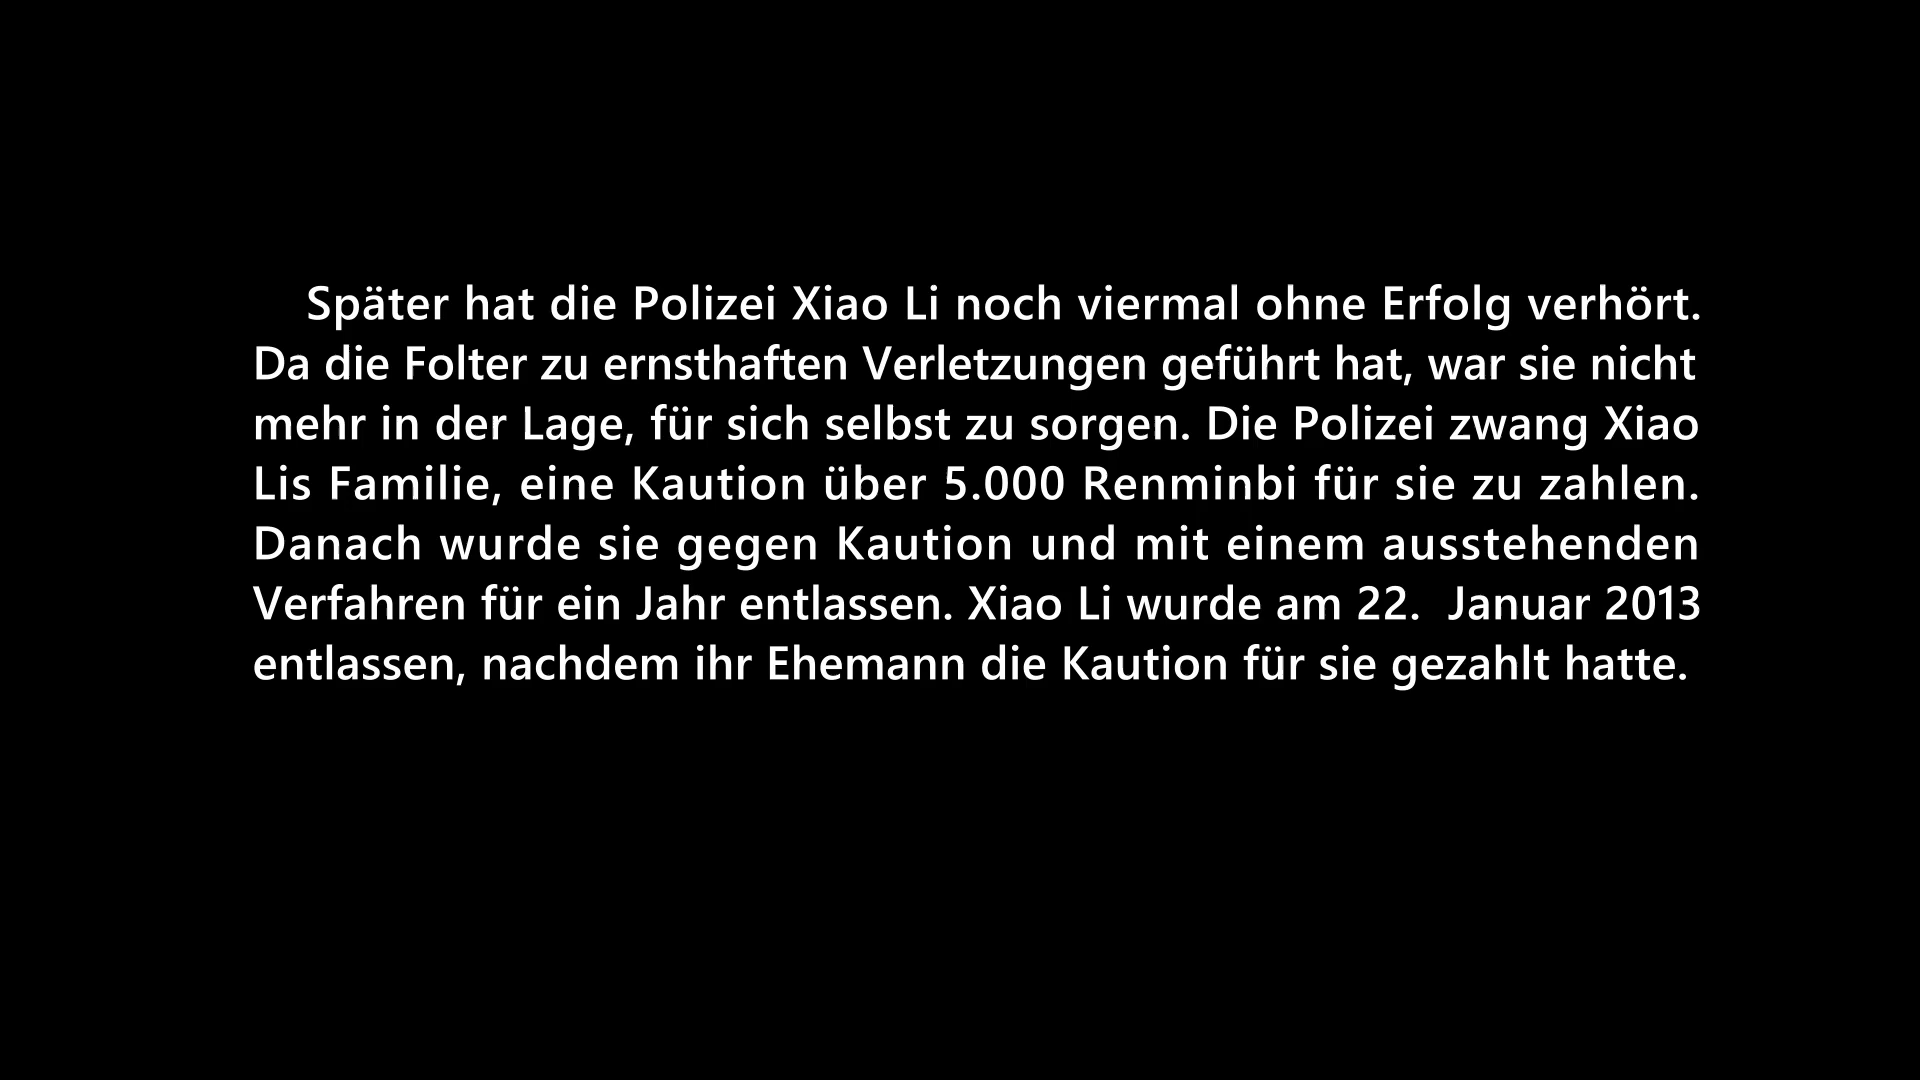 Später hat die Polizei Xiao Li noch viermal ohne Erfolg verhört.
Da die Folter zu ernsthaften Verletzungen geführt hat, war sie nicht
mehr in der Lage, für sich selbst zu sorgen. Die Polizei zwang Xiao
Lis Familie, eine Kaution über 5.000 Renminbi für sie zu zahlen.
Danach wurde sie gegen Kaution und mit einem ausstehenden
Verfahren für ein Jahr entlassen. Xiao Li wurde am 22.  Januar 2013
entlassen, nachdem ihr Ehemann die Kaution für sie gezahlt hatte.